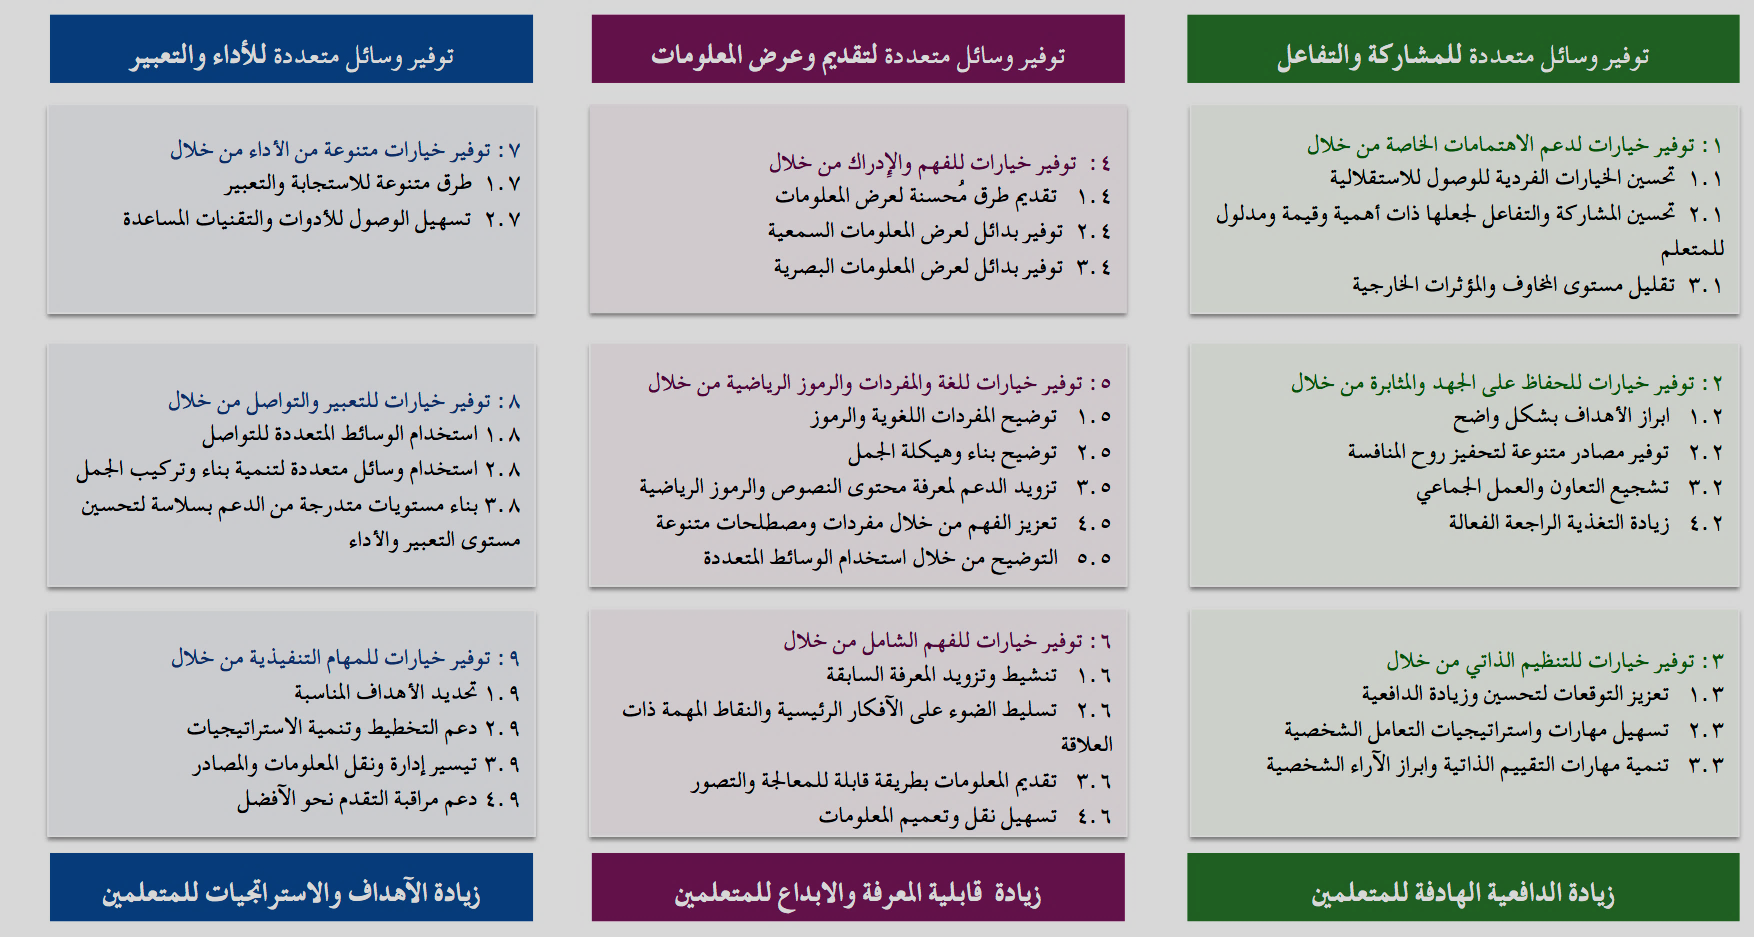 توفير وسائل متعددة للمشاركة والتفاعل
١: توفير خيارات لدعم الاهتمامات الخاصة من خلال
١.١ تحسين الخيارات الفردية للوصول للاستقلالية
٢.١ تحسين المشاركة والتفاعل لجعلها ذات أهمية وقيمة ومدلول
للمتعلم
٣.١ تقليل مستوى المخاوف والمؤثرات الخارجية
٢: توفير خيارات للحفاظ على الجهد والمثابرة من خلال
١.٢ ابراز الأهداف بشكل واضح
٢.٢ توفير مصادر متنوعة لتحفيز روح المنافسة
٣.٢ تشجيع التعاون والعمل الجماعي
٤.٢ زيادة التغذية الراجعة الفعالة
٣: توفير خيارات للتنظيم الذاتي من خلال
١.٣ تعزيز التوقعات لتحسين وزيادة الدافعية
٢.٣ تسهيل مهارات واستراتيجيات التعامل الشخصية
٣.٣ تنمية مهارات التقييم الذاتية وابراز الآراء الشخصية
زيادة الدافعية الهادفة للمتعلمين
توفير وسائل متعددة لتقديم وعرض المعلومات
٤: توفير خيارات للفهم والإدراك من خلال
١.٤ تقديم طرق مُحسنة لعرض المعلومات
٢.٤ توفير بدائل لعرض المعلومات السمعية
٣.٤ توفير بدائل لعرض المعلومات البصرية
٥: توفير خيارات للغة والمفردات والرموز الرياضية من خلال
١.٥ توضيح المفردات اللغوية والرموز
٢.٥ توضيح بناء وهيكلة الجمل
٣.٥ تزويد الدعم لمعرفة محتوى النصوص والرموز الرياضية
٤.٥ تعزيز الفهم من خلال مفردات ومصطلحات متنوعة
٥.٥ التوضيح من خلال استخدام الوسائط المتعددة
٦: توفير خيارات للفهم الشامل من خلال
١.٦ تنشيط وتزويد المعرفة السابقة
٢.٦ تسليط الضوء على الآفكار الرئيسية والنقاط المهمة ذات
العلاقة
٣.٦ تقديم المعلومات بطريقة قابلة للمعالجة والتصور
٤.٦ تسهيل نقل وتعميم المعلومات
زيادة قابلية المعرفة والابداع للمتعلمين
توفير وسائل متعددة للأداء والتعبير
٧: توفير خيارات متنوعة من الأداء من خلال
١.٧ طرق متنوعة للاستجابة والتعبير
٢.٧ تسهيل الوصول للأدوات والتقنيات المساعدة
٨: توفير خيارات للتعبير والتواصل من خلال
١.٨ استخدام الوسائط المتعددة للتواصل
٢.٨ استخدام وسائل متعددة لتنمية بناء وتركيب الجمل
٣.٨ بناء مستويات متدرجة من الدعم بسلاسة لتحسين
مستوى التعبير والأداء
٩: توفير خيارات للمهام التنفيذية من خلال
١.٩ تحديد الأهداف المناسبة
٢.٩ دعم التخطيط وتنمية الاستراتيجيات
٣.٩ تيسير إدارة ونقل المعلومات والمصادر
٤.٩ دعم مراقبة التقدم نحو الآفضل
زيادة الآهداف والاستراتجيات للمتعلمين